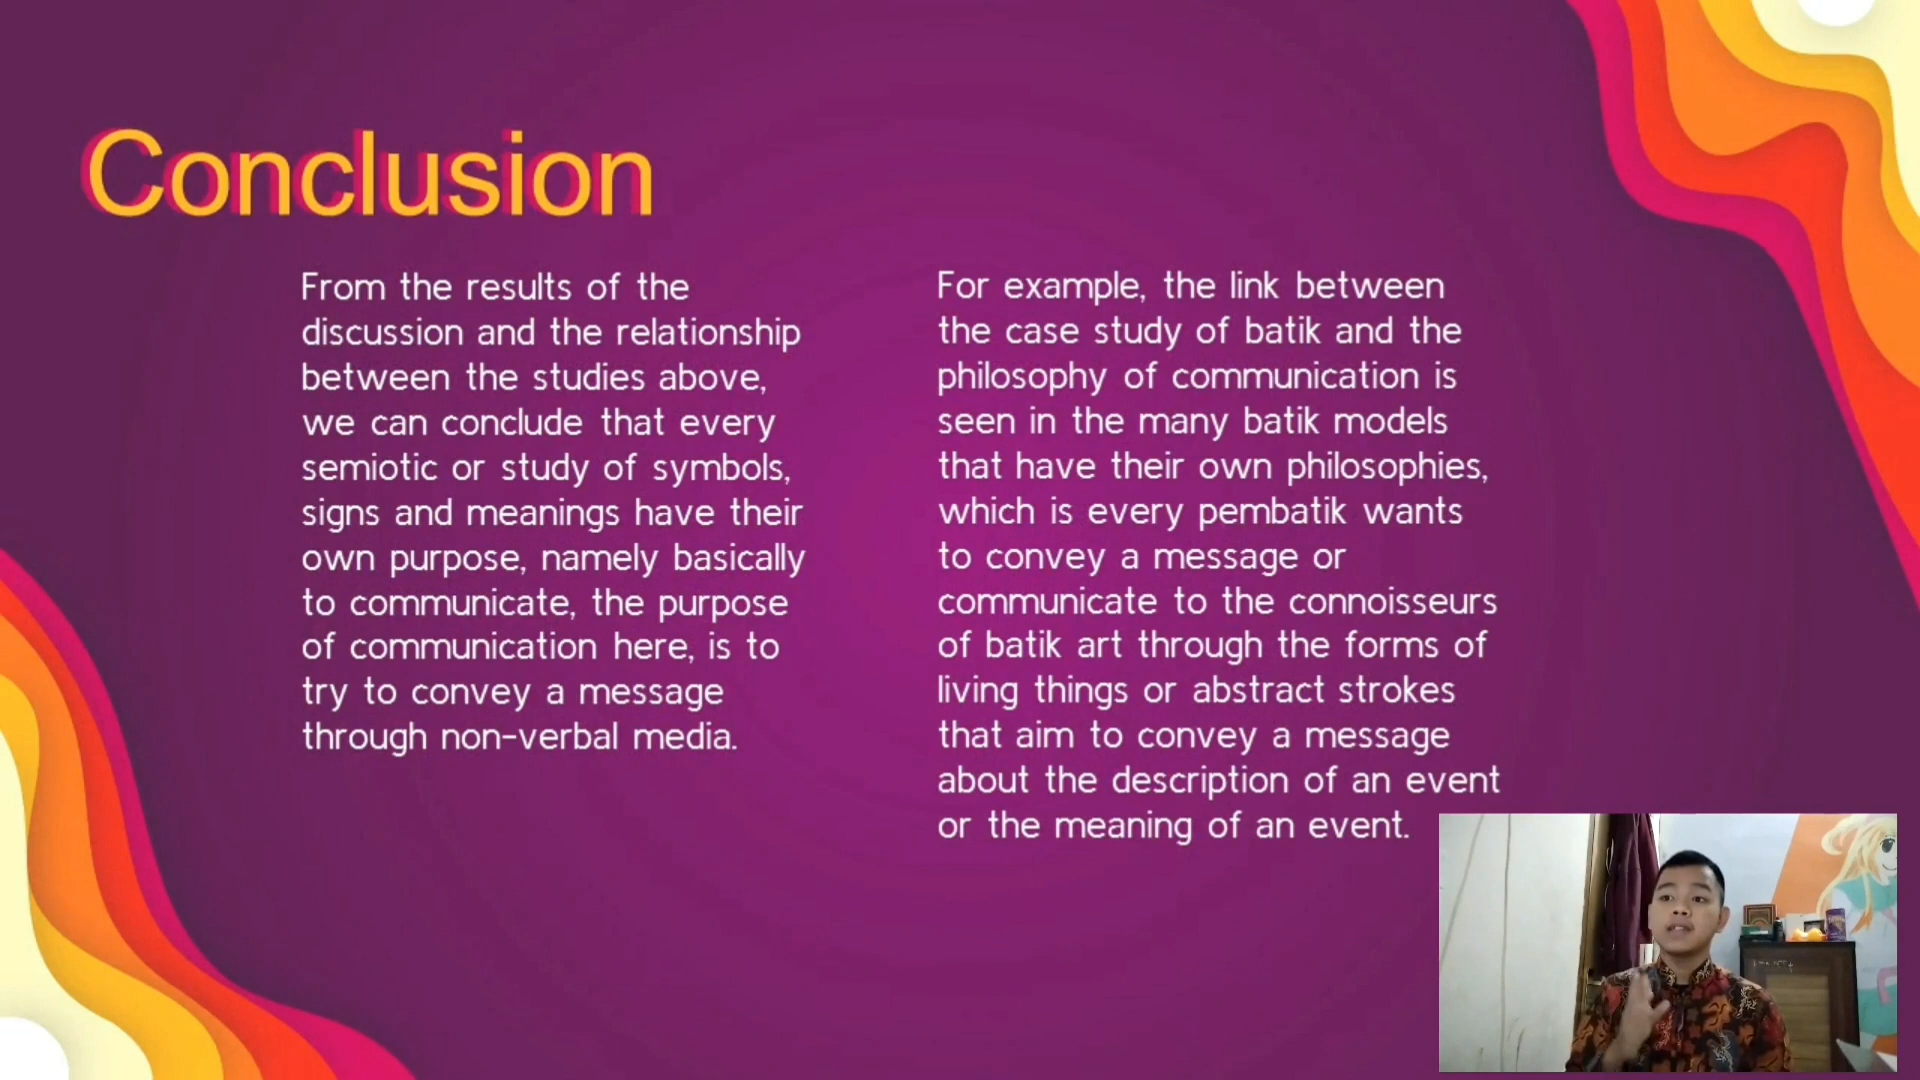 Conclusion
From the results of the
discussion and the relationship
between the studies above,
we can conclude that every
semiotic or study of symbols,
signs and meanings have their
own purpose, namely basically
to communicate, the purpose
of communication here, is to
try to convey a message
through non-verbal media.
For example, the link between
the case study of batik and the
philosophy of communication is
seen in the many batik models
that have their own philosophies,
which is every pembatik wants
to convey a message or
communicate to the connoisseurs
of batik art through the forms of
living things or abstract strokes
that aim to convey a message
about the description of an event
or the meaning of an event.